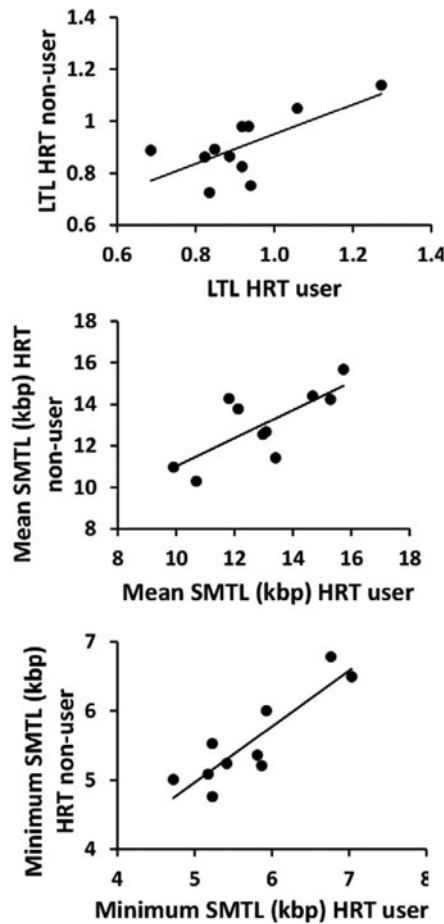 LTL HRT non-user
1.4
1.2
1
0.8
0.6
0.6 0.8 1.0 1.2 1.4
LTL HRT user
Mean SMTL (kbp) HRT
non-user
18
16
14
12
10
8
8 10 12 14 16 18
Mean SMTL (kbp) HRT user
Minimum SMTL (kbp)
HRT non-user
7
6
5
4
4 5 6 7 8
Minimum SMTL (kbp) HRT user